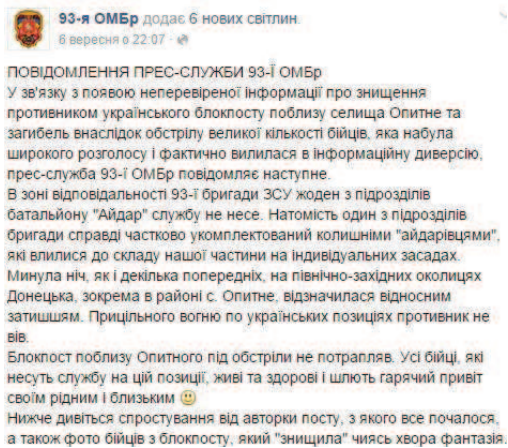 93-я ОМБр додає 6 нових світлин.
6 вересня о 22:07 ·
ПОВІДОМЛЕННЯ ПРЕС-СЛУЖБИ 93-Ї ОМБр
У зв'язку з появою неперевіреної інформації про знищення
противником українського блокпосту поблизу селища Опитне та
загибель внаслідок обстрілу великої кількості бійців, яка набула
широкого розголосу і фактично вилилася в інформаційну диверсію,
прес-служба 93-ї ОМБр повідомляє наступне.
В зоні відповідальності 93-ї бригади ЗСУ жоден з підрозділів
батальйону "Айдар" службу не несе. Натомість один з підрозділів
бригади справді частково укомплектований колишніми "айдарівцями",
які влилися до складу нашої частини на індивідуальних засадах.
Минула ніч, як і декілька попередніх, на північно-західних околицях
Донецька, зокрема в районі с. Опитне, відзначилася відносним
затишшям. Прицільного вогню по українських позиціях противник не
вів.
Блокпост поблизу Опитного під обстріли не потрапляв. Усі бійці, які
несуть службу на цій позиції, живі та здорові і шлють гарячий привіт
своїм рідним і близьким 🙂
Нижче дивіться спростування від авторки посту, з якого все почалося,
а також фото бійців з блокпосту, який "знищила" чиясь хвора фантазія.